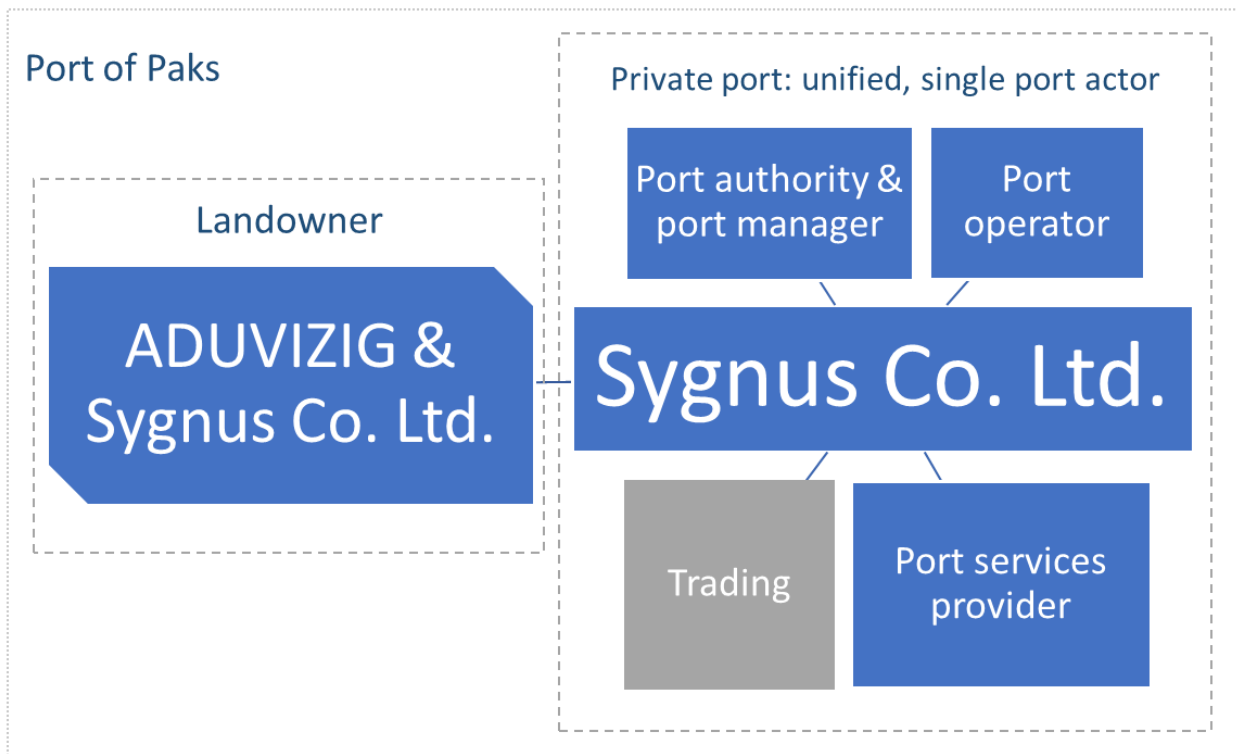 Port of Paks
Private port: unified, single port actor
Port authority &
port manager
Port
operator
Landowner
ADUVIZIG &
Sygnus Co. Ltd.
Sygnus Co. Ltd.
Trading
Port services
provider